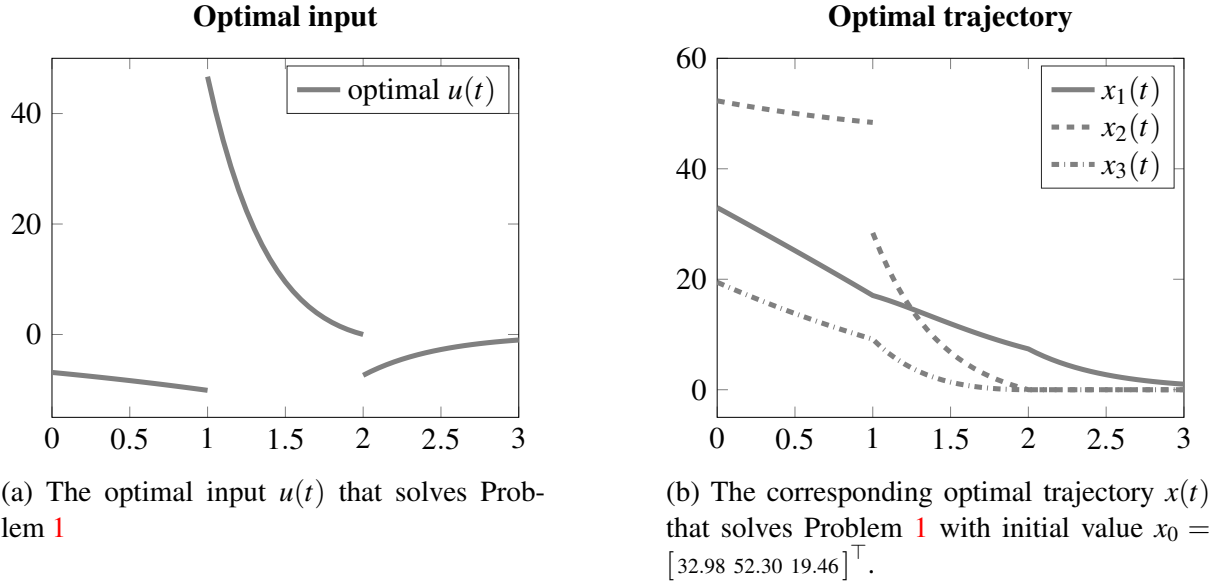 Optimal input
optimal u(t)
40
20
0
0 0.5 1 1.5 2 2.5 3
(a) The optimal input u(t) that solves Prob-
lem 1
Optimal trajectory
x₁(t)
x₂(t)
x₃(t)
60
40
20
0
0 0.5 1 1.5 2 2.5 3
(b) The corresponding optimal trajectory x(t)
that solves Problem 1 with initial value x₀ =
[32.98 52.30 19.46]⊤.